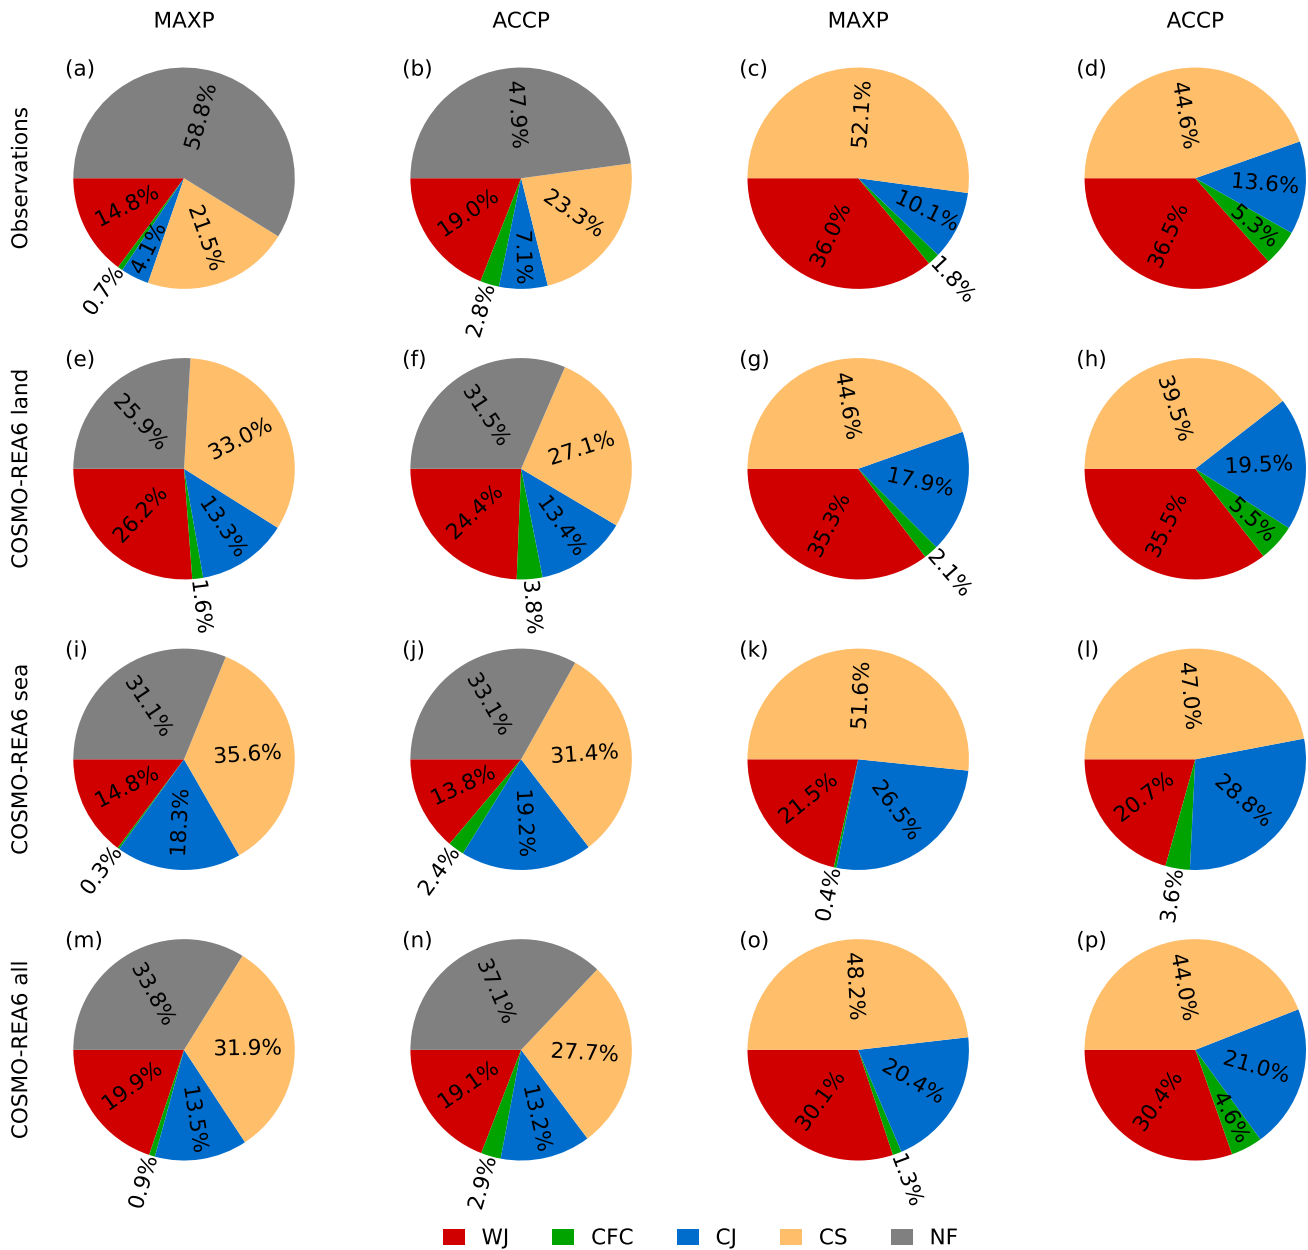 MAXP ACCP MAXP ACCP
Observations
(a) 58.8% 14.8% 0.7% 4.1% 21.5%
(b) 47.9% 19.0% 2.8% 7.1% 23.3%
(c) 52.1% 36.0% 1.8% 10.1%
(d) 44.6% 36.5% 5.3% 13.6%
COSMO-REA6 land
(e) 25.9% 26.2% 1.6% 13.3% 33.0%
(f) 31.5% 24.4% 3.8% 13.4% 27.1%
(g) 44.6% 35.3% 2.1% 17.9%
(h) 39.5% 35.5% 5.5% 19.5%
COSMO-REA6 sea
(i) 31.1% 14.8% 0.3% 18.3% 35.6%
(j) 33.1% 13.8% 2.4% 19.2% 31.4%
(k) 51.6% 21.5% 0.4% 26.5%
(l) 47.0% 20.7% 3.6% 28.8%
COSMO-REA6 all
(m) 33.8% 19.9% 0.9% 13.5% 31.9%
(n) 37.1% 19.1% 2.9% 13.2% 27.7%
(o) 48.2% 30.1% 1.3% 20.4%
(p) 44.0% 30.4% 4.6% 21.0%
WJ CFC CJ CS NF